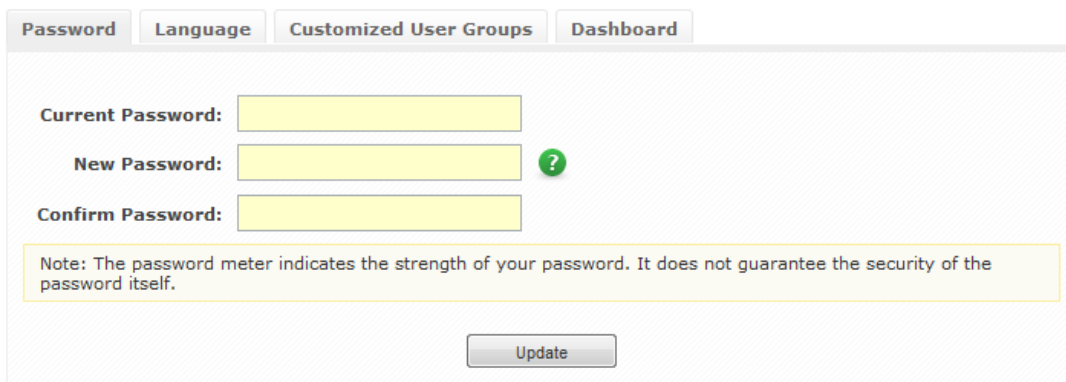 Password Language Customized User Groups Dashboard
Current Password:
New Password: ?
Confirm Password:
Note: The password meter indicates the strength of your password. It does not guarantee the security of the
password itself.
Update